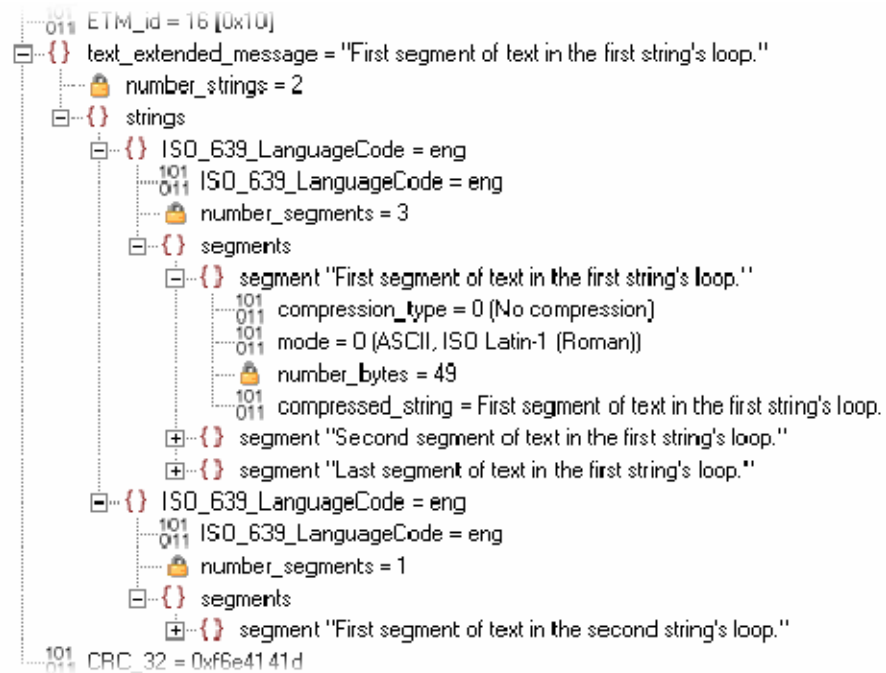 ETM_id = 16 [0x10]
text_extended_message = "First segment of text in the first string's loop."
number_strings = 2
strings
ISO_639_LanguageCode = eng
ISO_639_LanguageCode = eng
number_segments = 3
segments
segment "First segment of text in the first string's loop."
compression_type = 0 (No compression)
mode = 0 (ASCII, ISO Latin-1 (Roman))
number_bytes = 49
compressed_string = First segment of text in the first string's loop.
segment "Second segment of text in the first string's loop."
segment "Last segment of text in the first string's loop."
ISO_639_LanguageCode = eng
ISO_639_LanguageCode = eng
number_segments = 1
segments
segment "First segment of text in the second string's loop."
CRC_32 = 0xf6e4141d